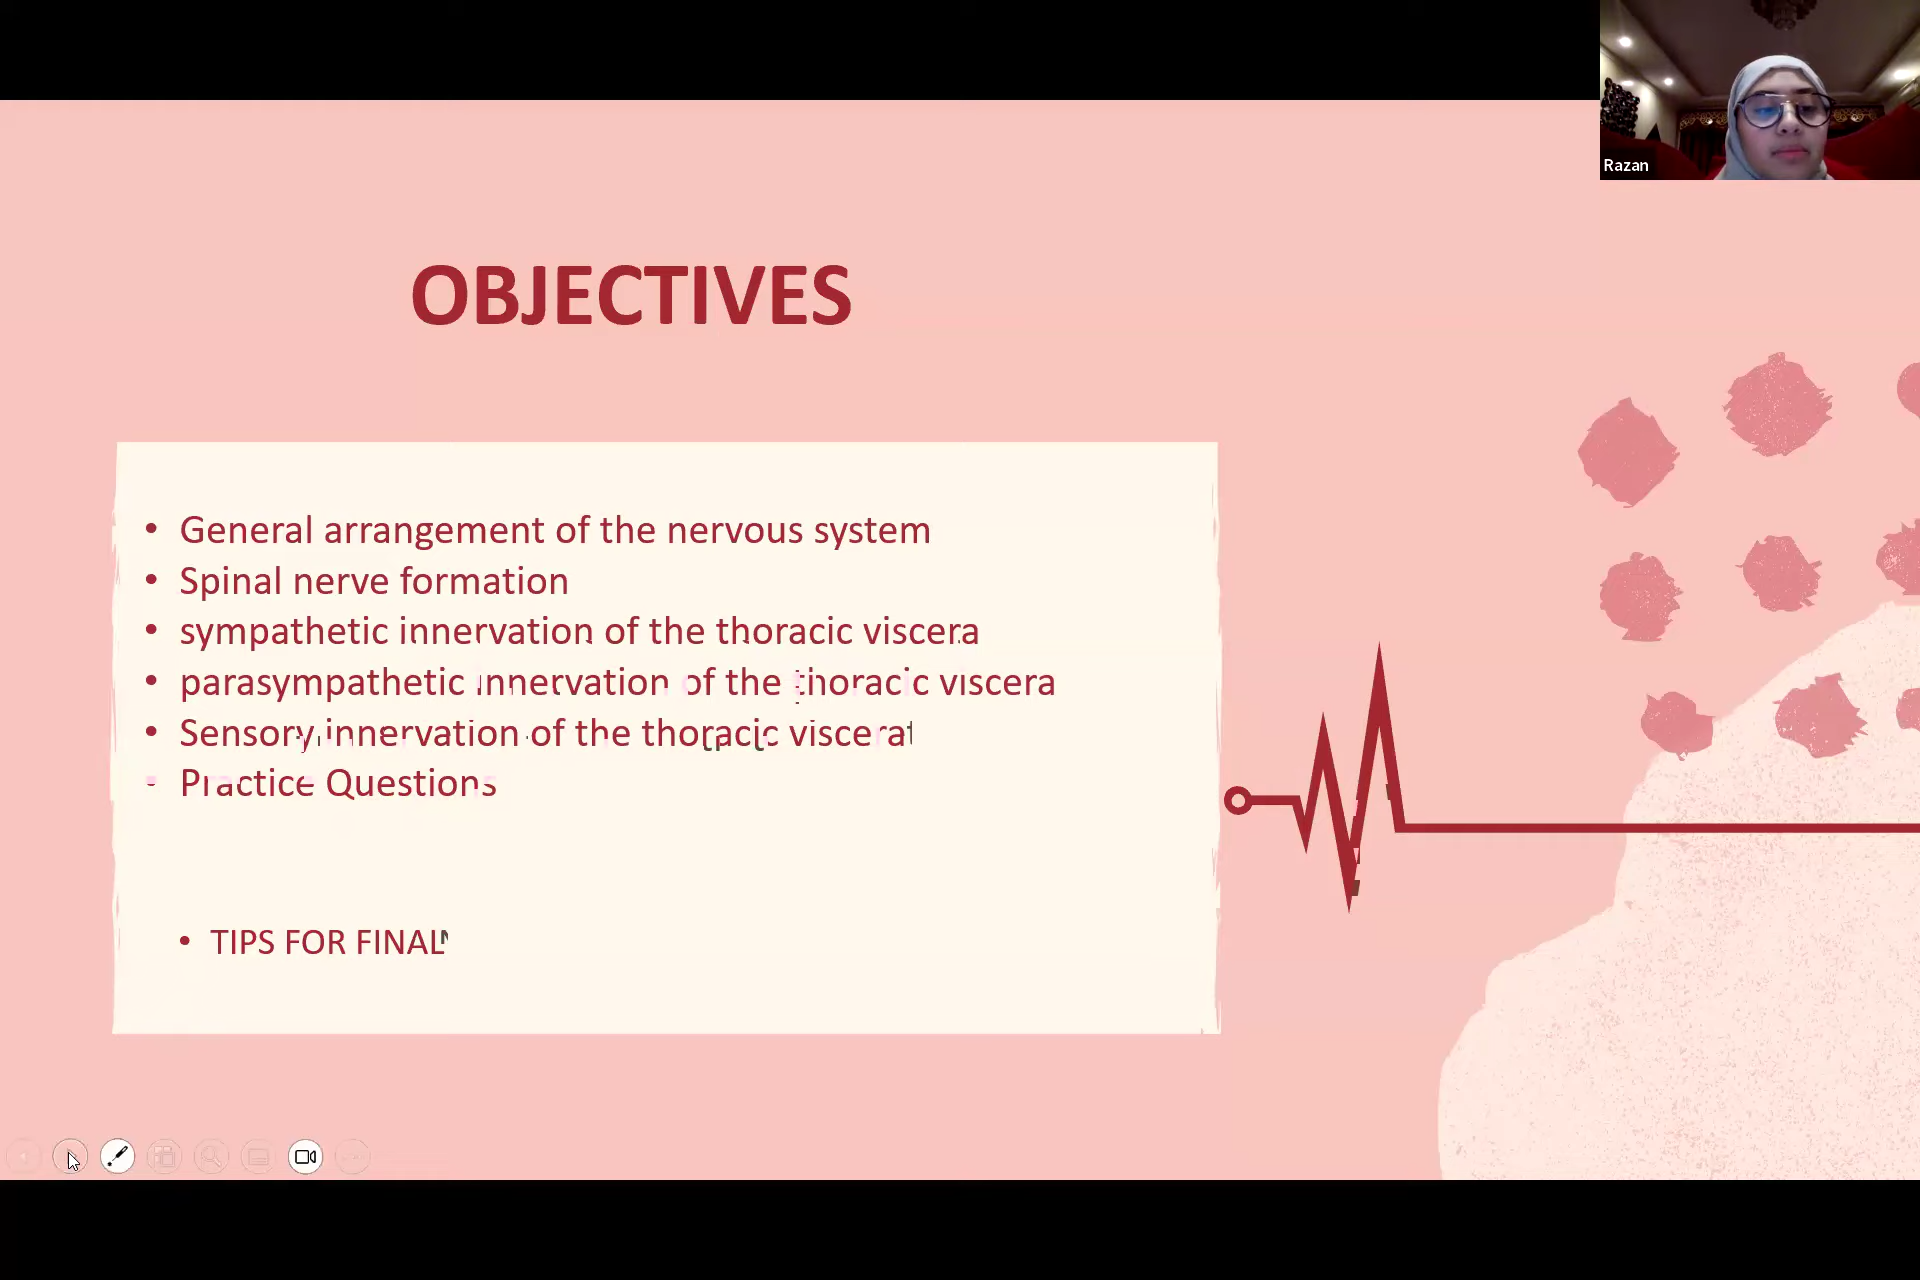 Razan
OBJECTIVES
• General arrangement of the nervous system
• Spinal nerve formation
• sympathetic innervation of the thoracic viscera
• parasympathetic innervation of the thoracic viscera
• Sensory innervation of the thoracic viscera
• Practice Questions
• TIPS FOR FINAL